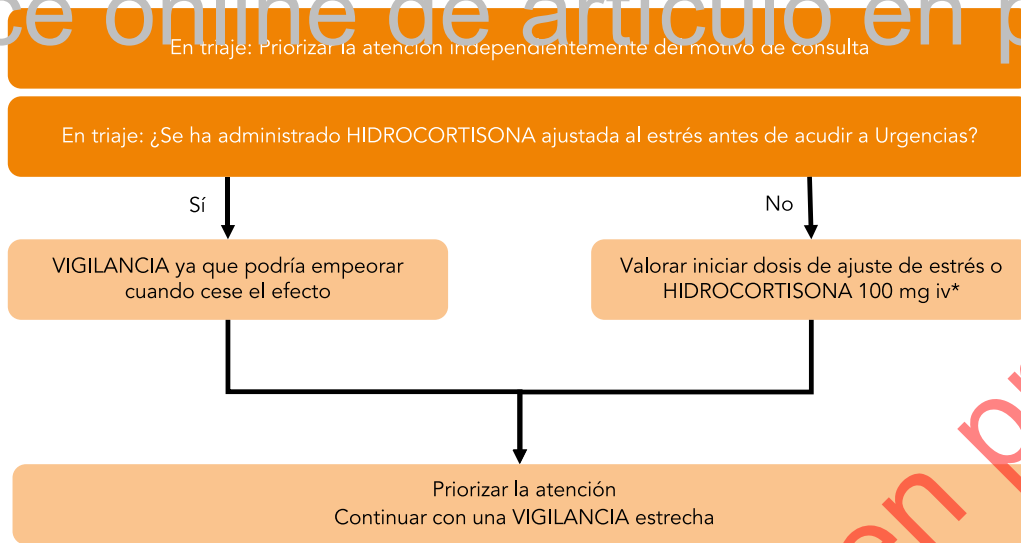 ce online de artículo en p
En triaje: Priorizar la atención independientemente del motivo de consulta
En triaje: ¿Se ha administrado HIDROCORTISONA ajustada al estrés antes de acudir a Urgencias?
Sí
No
VIGILANCIA ya que podría empeorar
cuando cese el efecto
Valorar iniciar dosis de ajuste de estrés o
HIDROCORTISONA 100 mg iv*
Priorizar la atención
Continuar con una VIGILANCIA estrecha
en pr